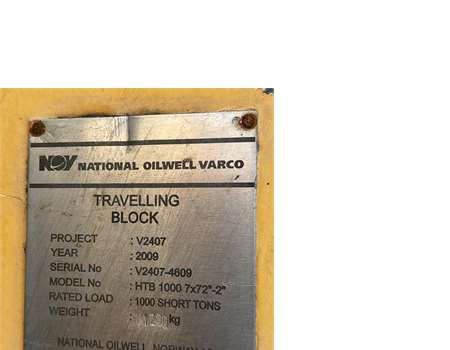 NOV NATIONAL OILWELL VARCO
TRAVELLING
BLOCK
PROJECT : V2407
YEAR : 2009
SERIAL No : V2407-4609
MODEL No : HTB 1000 7x72"-2"
RATED LOAD : 1000 SHORT TONS
WEIGHT : kg
NATIONAL OILWELL NORWAY